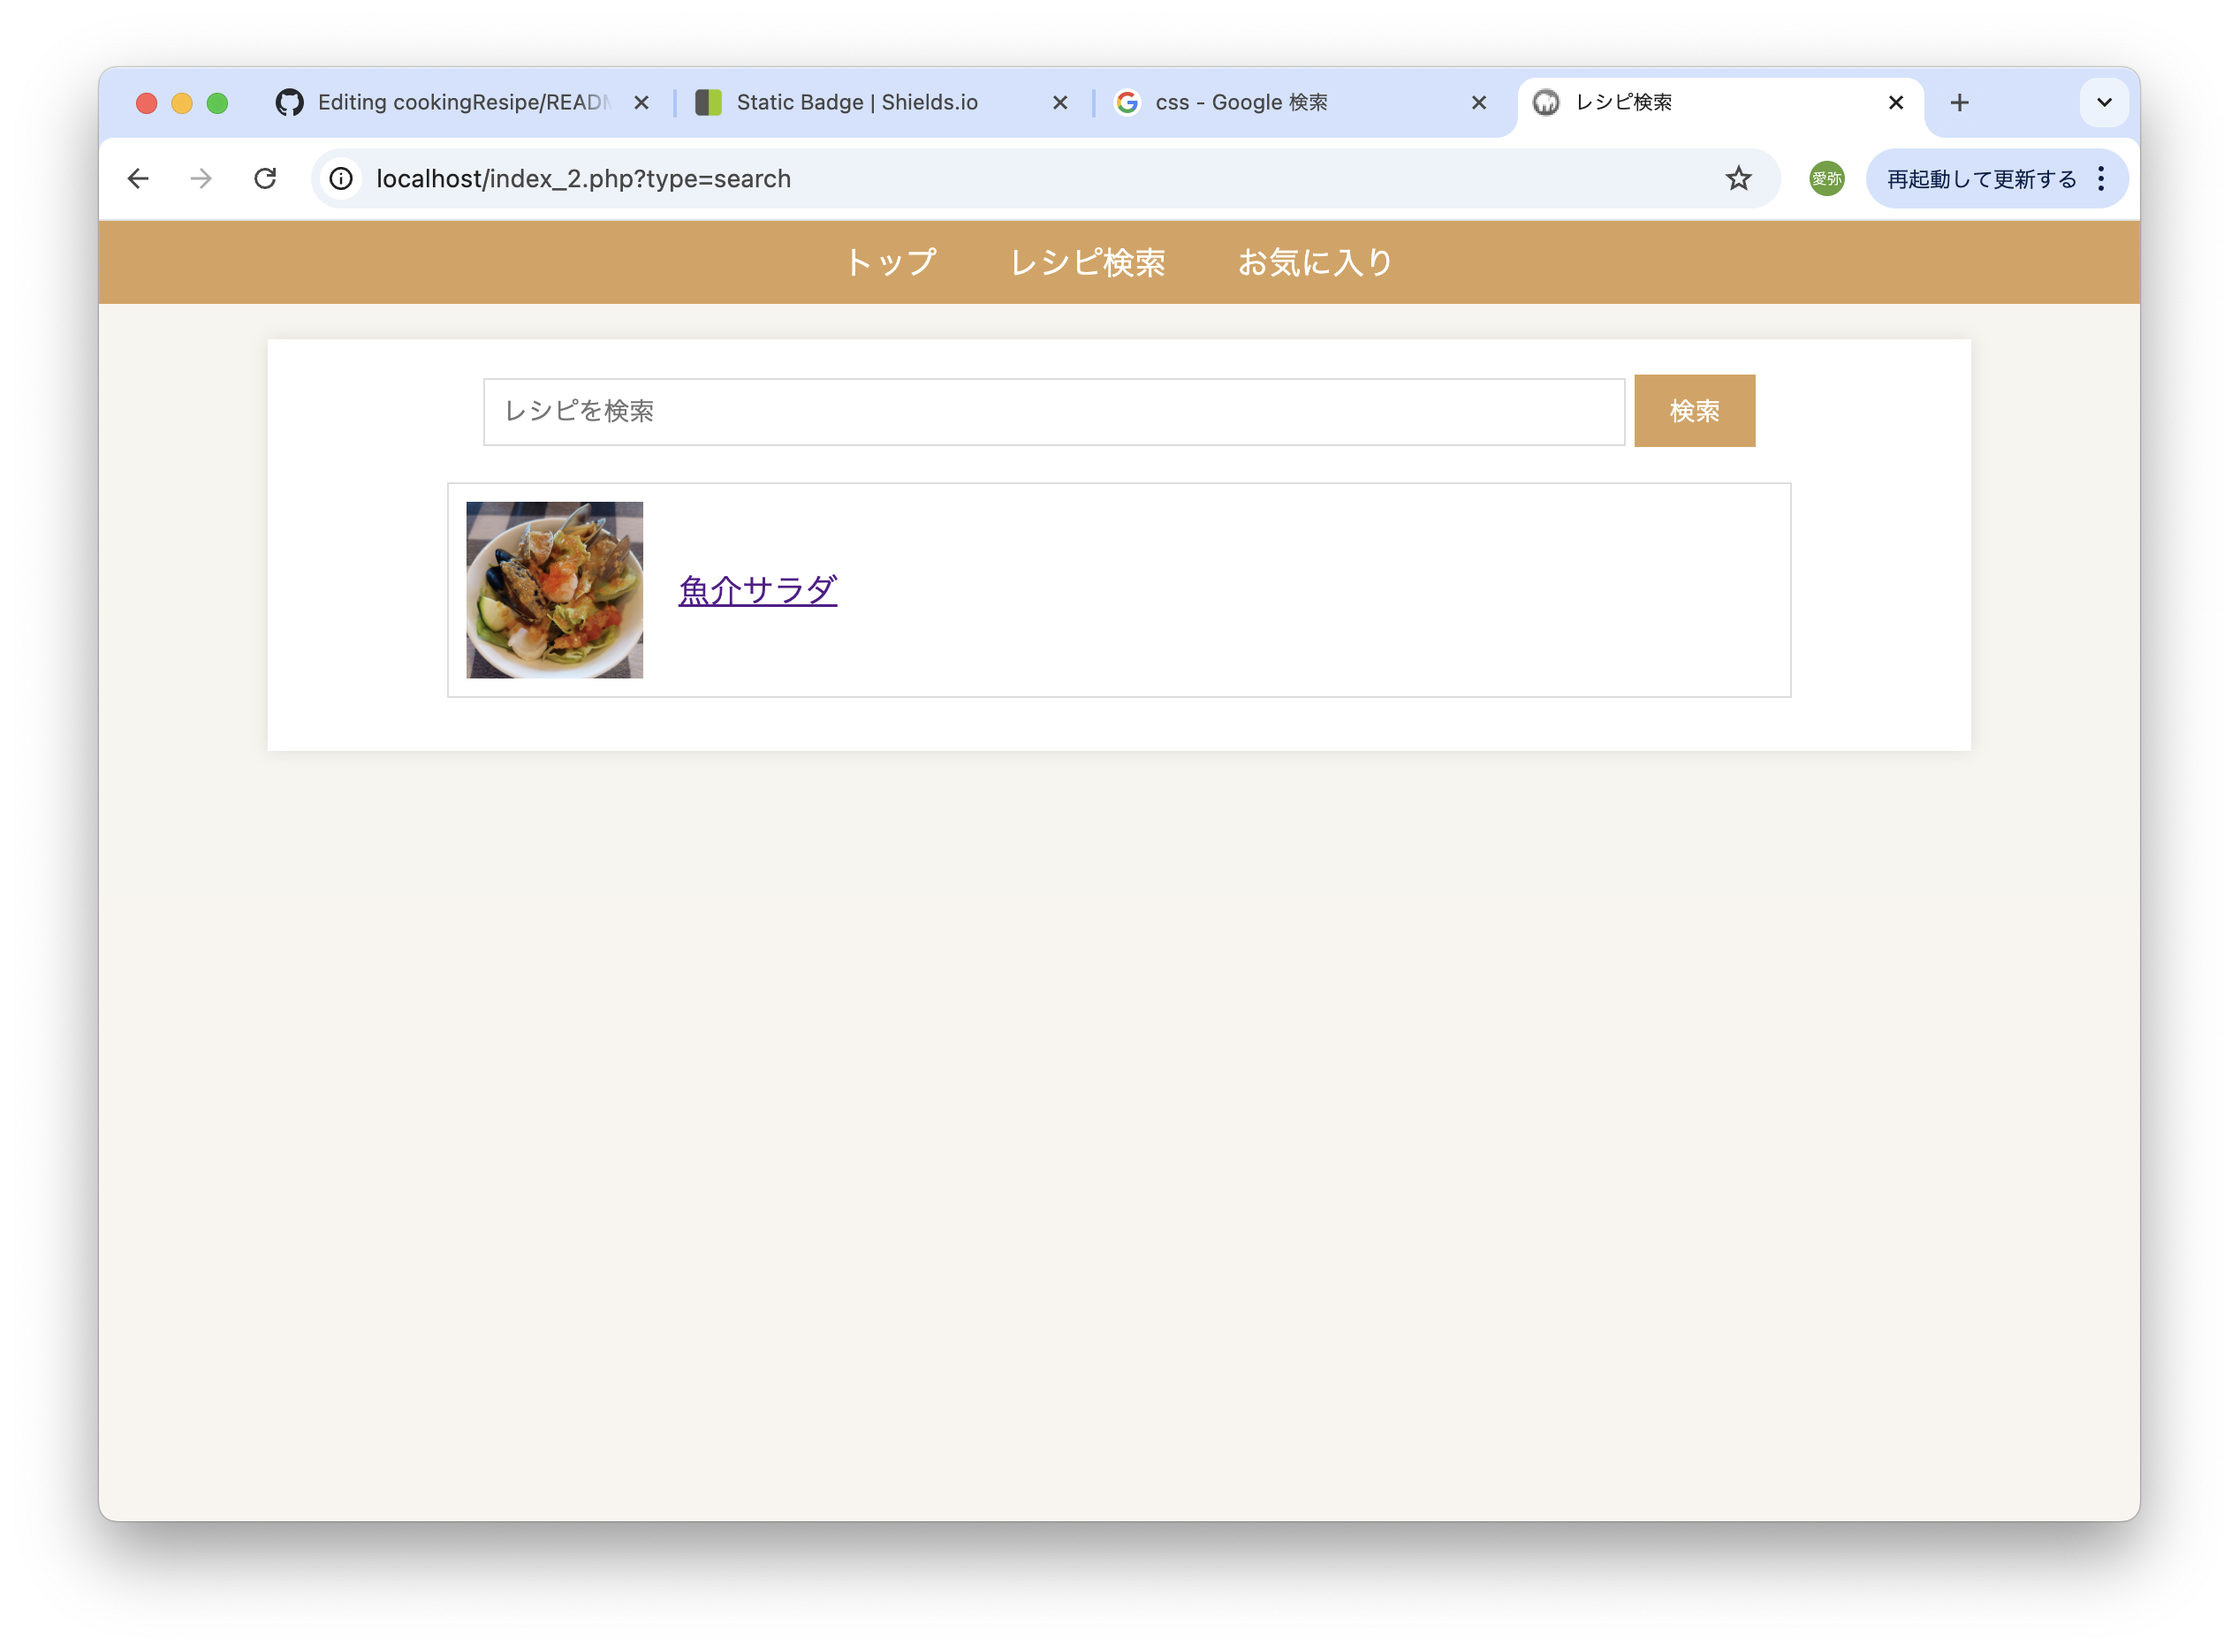 Editing cookingResipe/READM
Static Badge | Shields.io
css - Google 検索
レシピ検索
localhost/index_2.php?type=search
愛弥
再起動して更新する
トップ
レシピ検索
お気に入り
レシピを検索
検索
魚介サラダ